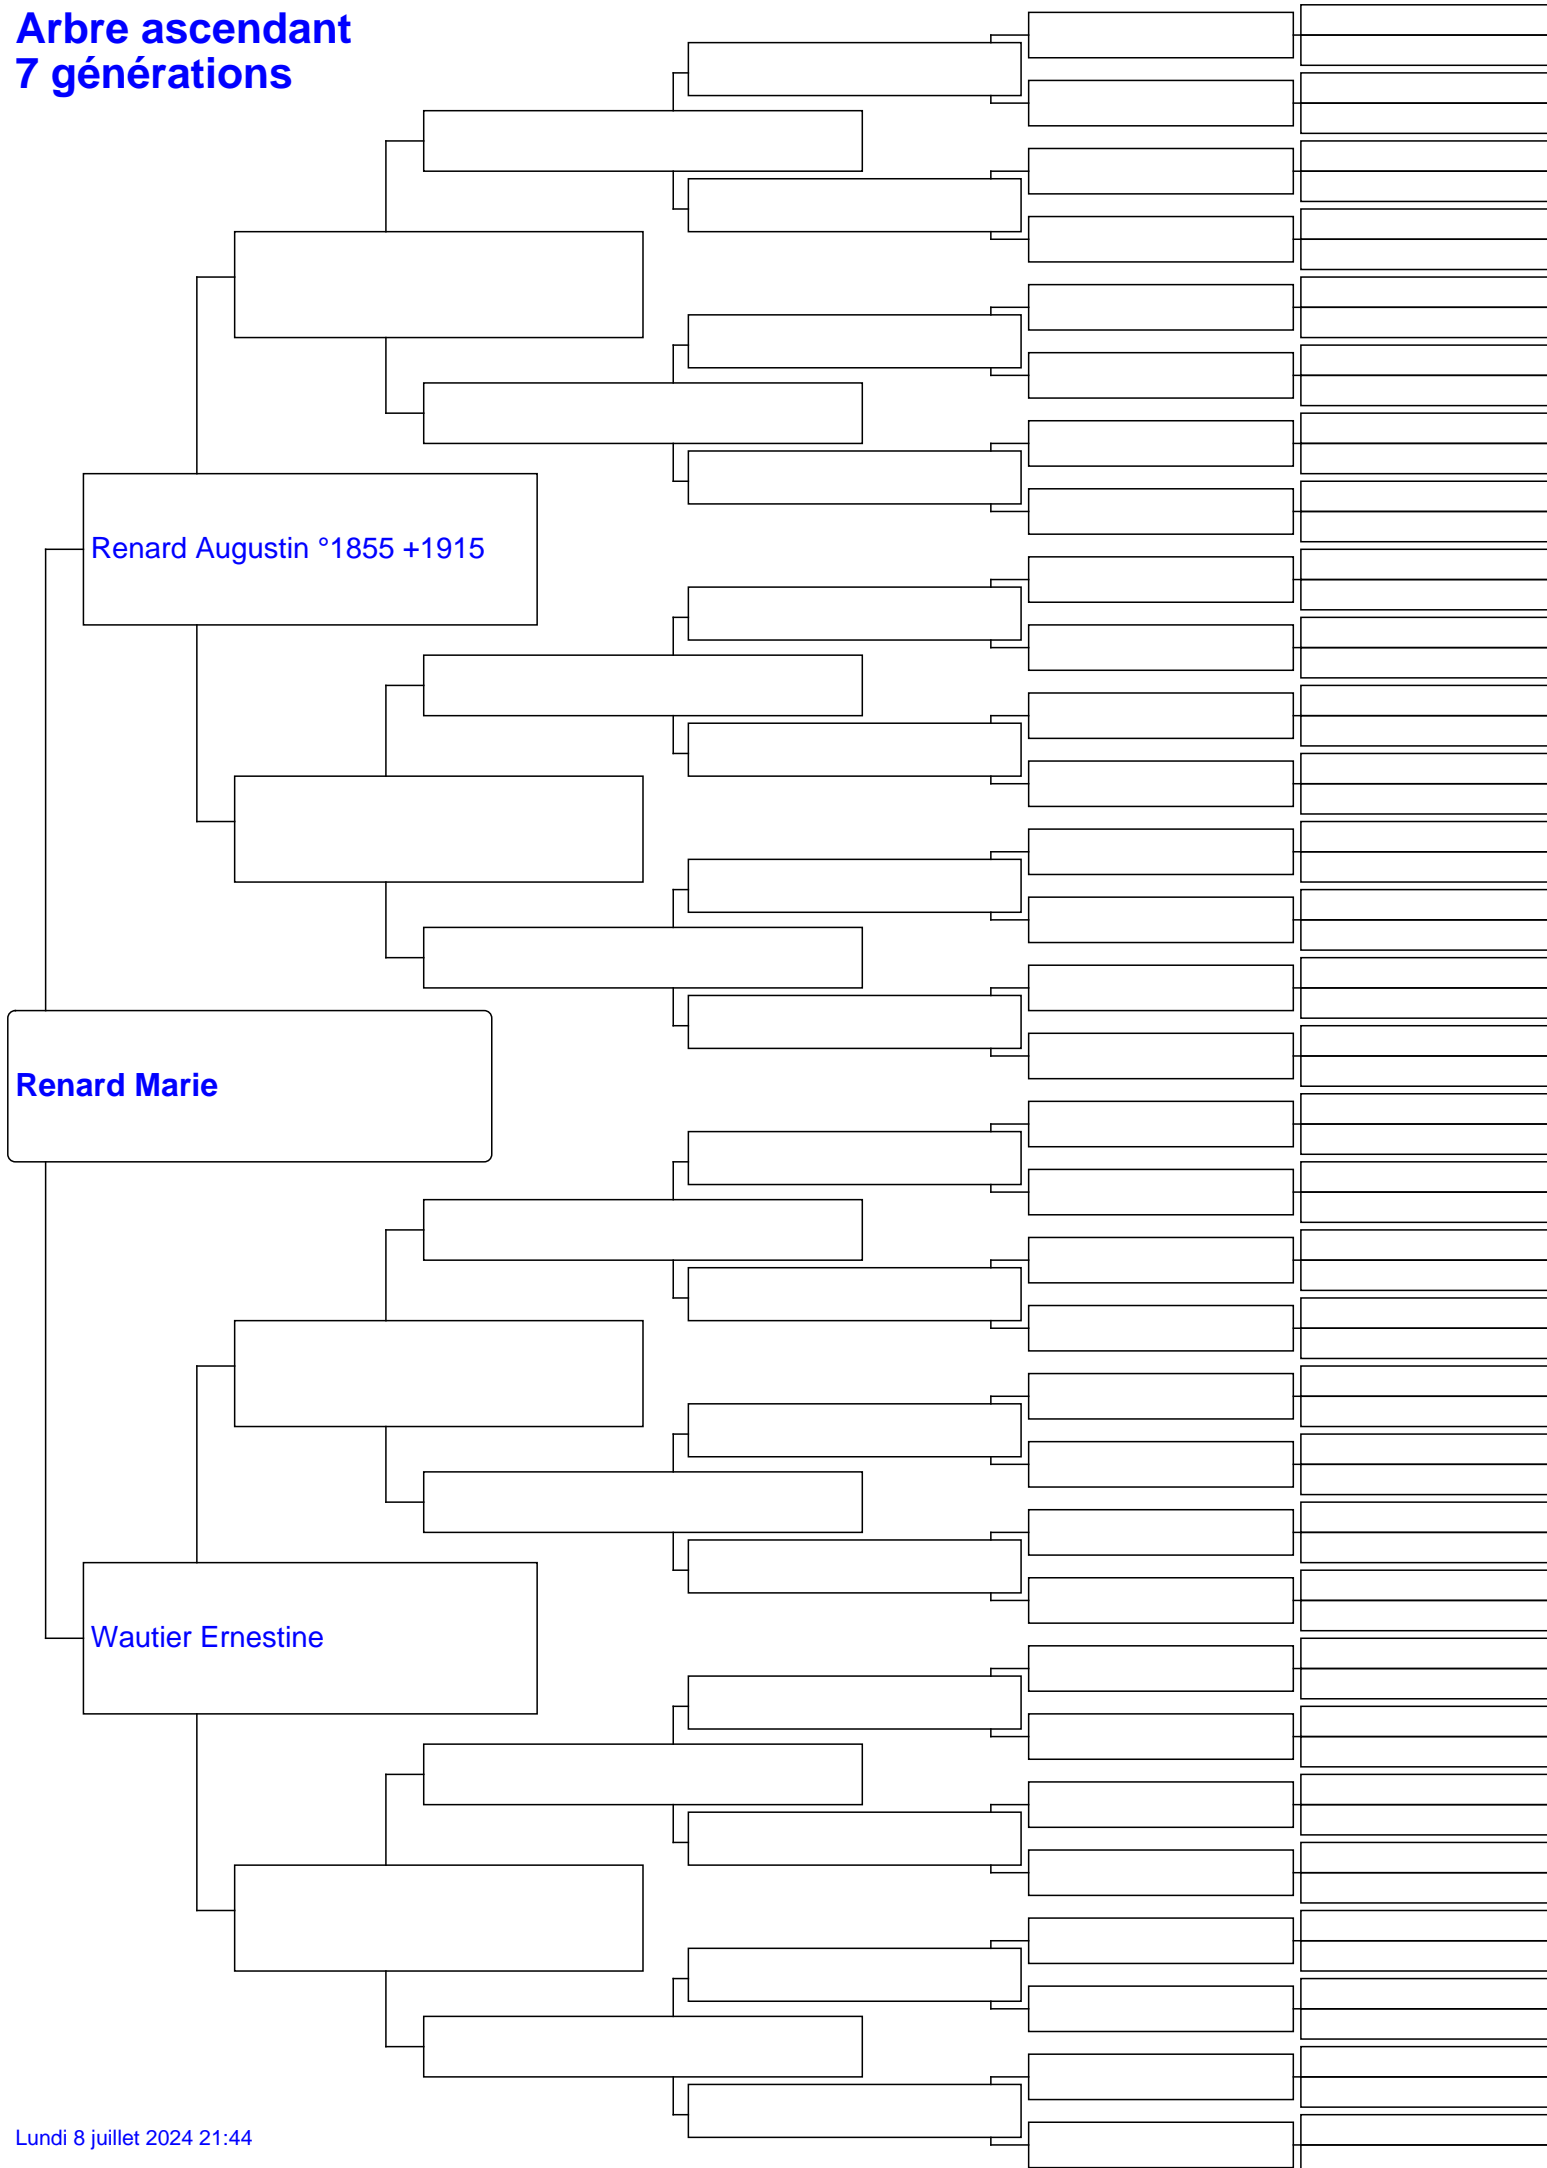 Arbre ascendant
7 générations
Renard Augustin °1855 +1915
Renard Marie
Wautier Ernestine
Lundi 8 juillet 2024 21:44